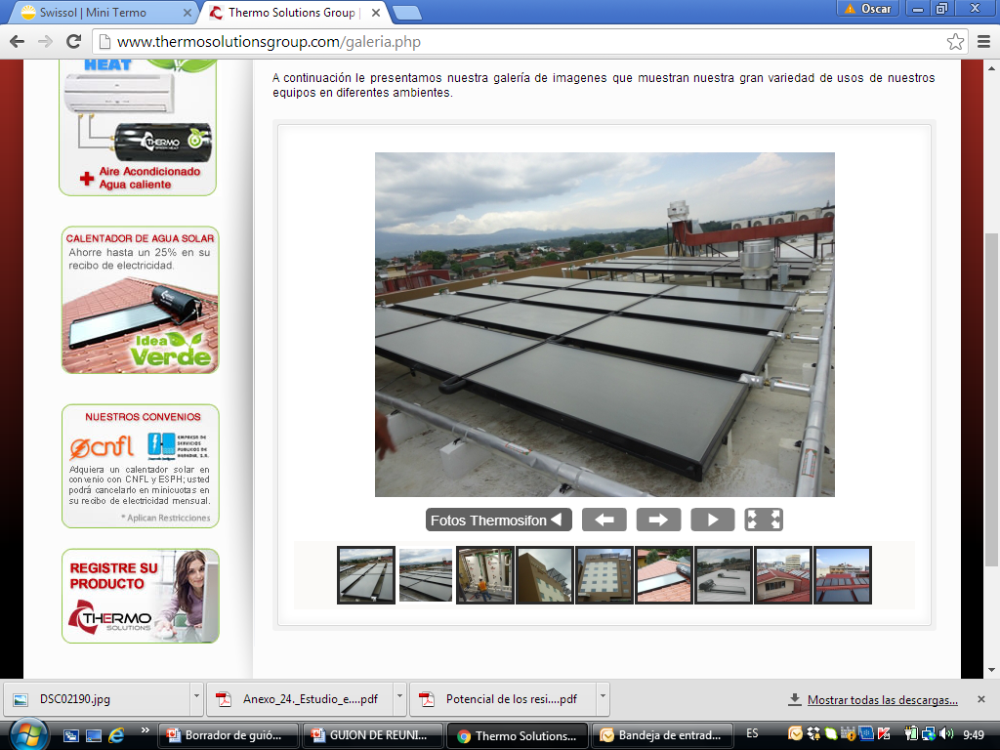 Swissol | Mini Termo
Thermo Solutions Group |
Oscar
www.thermosolutionsgroup.com/galeria.php
HEAT
THERMO
Aire Acondicionado
Agua caliente
CALENTADOR DE AGUA SOLAR
Ahorre hasta un 25% en su
recibo de electricidad.
Idea
Verde
NUESTROS CONVENIOS
cnfl
EMPRESA DE
SERVICIOS
PUBLICOS DE
HEREDIA, S.A.
Adquiera un calentador solar en
convenio con CNFL y ESPH; usted
podrá cancelarlo en minicuotas en
su recibo de electricidad mensual.
* Aplican Restricciones
REGISTRE SU
PRODUCTO
THERMO
SOLUTIONS
A continuación le presentamos nuestra galería de imagenes que muestran nuestra gran variedad de usos de nuestros
equipos en diferentes ambientes.
Fotos Thermosifon
DSC02190.jpg
Anexo_24._Estudio_e....pdf
Potencial de los resi....pdf
Mostrar todas las descargas...
Borrador de guió...
GUION DE REUNI...
Thermo Solutions...
Bandeja de entrad...
ES
9:49